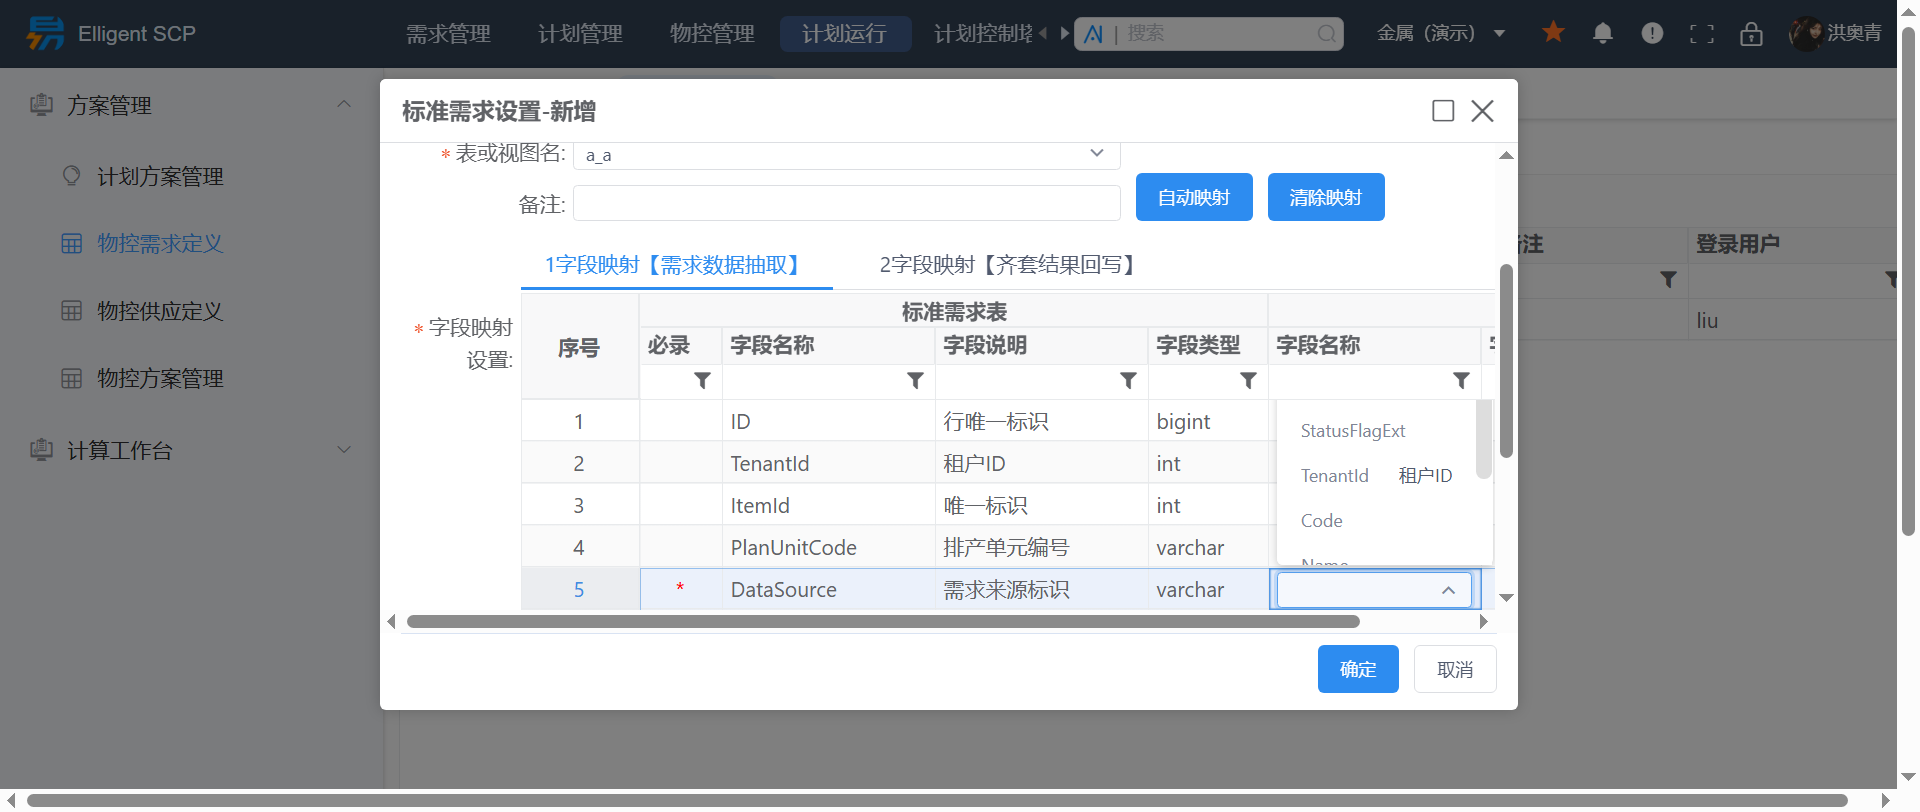 Elligent SCP
需求管理
计划管理
物控管理
计划运行
计划控制塔
AI | 搜索
金属（演示）
洪奥青
方案管理
计划方案管理
物控需求定义
物控供应定义
物控方案管理
计算工作台
标准需求设置-新增
* 表或视图名: a_a
备注:
自动映射
清除映射
1字段映射【需求数据抽取】
2字段映射【齐套结果回写】
* 字段映射设置:
序号
标准需求表
必录 字段名称 字段说明 字段类型 字段名称
1 ID 行唯一标识 bigint
2 TenantId 租户ID int
3 ItemId 唯一标识 int
4 PlanUnitCode 排产单元编号 varchar
5 * DataSource 需求来源标识 varchar
StatusFlagExt
TenantId 租户ID
Code
Name
确定
取消
备注
登录用户
liu